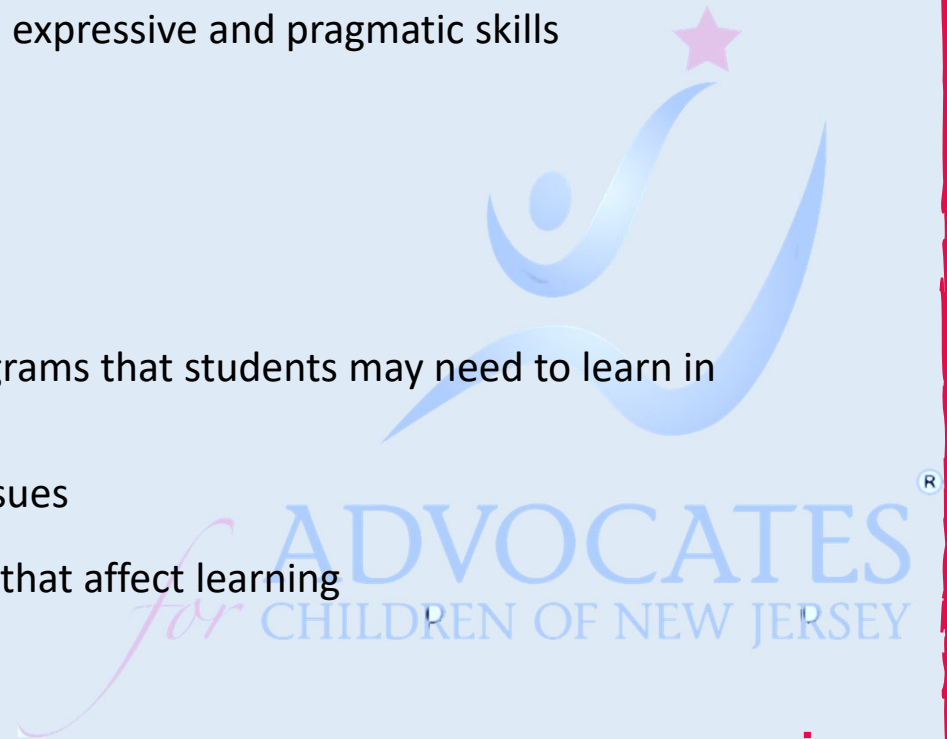 expressive and pragmatic skills
grams that students may need to learn in
sues
that affect learning
®
ADVOCATES
for CHILDREN OF NEW JERSEY